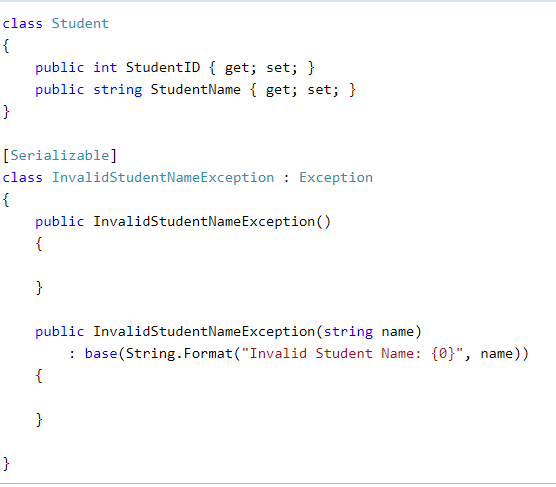 class Student
{
    public int StudentID { get; set; }
    public string StudentName { get; set; }
}
[Serializable]
class InvalidStudentNameException : Exception
{
    public InvalidStudentNameException()
    {
    }
    public InvalidStudentNameException(string name)
        : base(String.Format("Invalid Student Name: {0}", name))
    {
    }
}